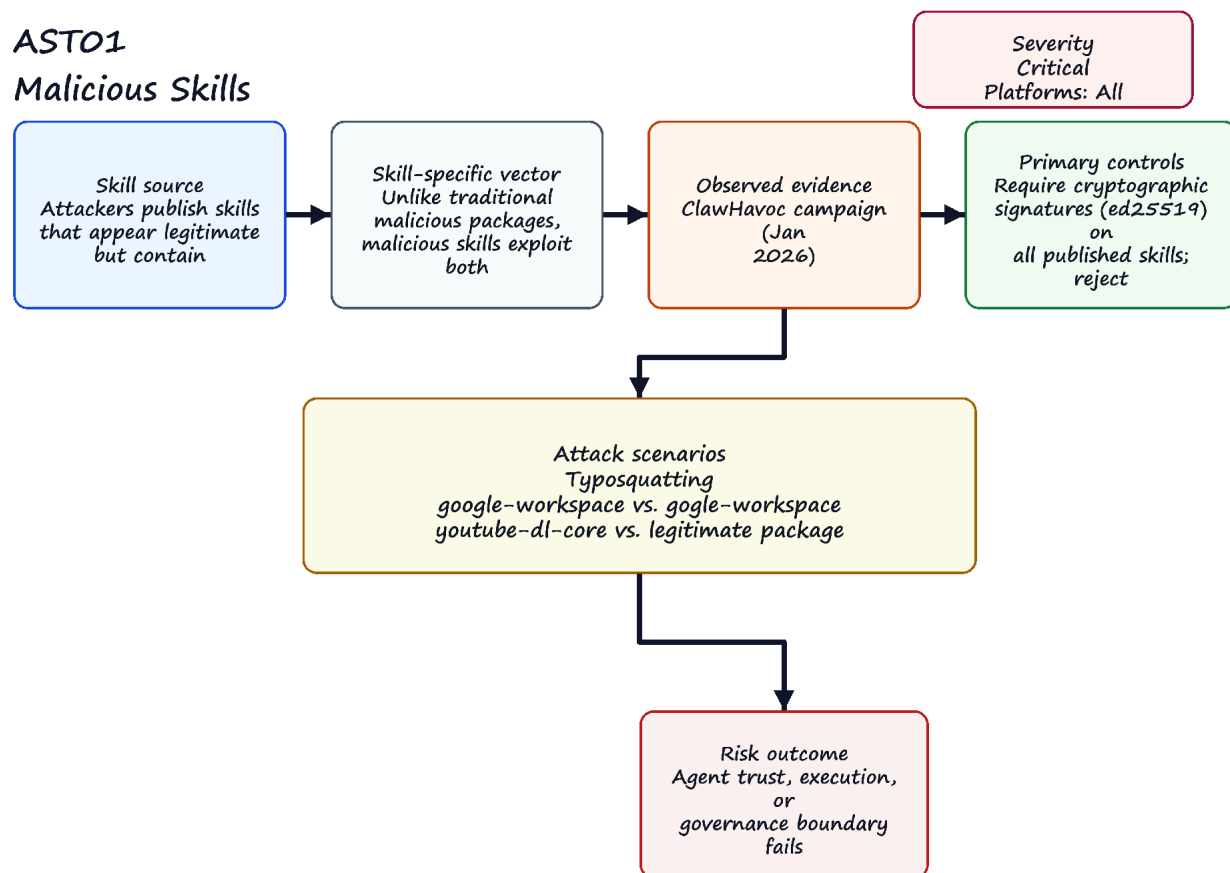 AST01
Malicious Skills
Severity
Critical
Platforms: All
Skill source
Attackers publish skills
that appear legitimate
but contain
Skill-specific vector
Unlike traditional
malicious packages,
malicious skills exploit
both
Observed evidence
ClawHavoc campaign
(Jan
2026)
Primary controls
Require cryptographic
signatures (ed25519)
on
all published skills;
reject
Attack scenarios
Typosquatting
google-workspace vs. gogle-workspace
youtube-dl-core vs. legitimate package
Risk outcome
Agent trust, execution,
or
governance boundary
fails